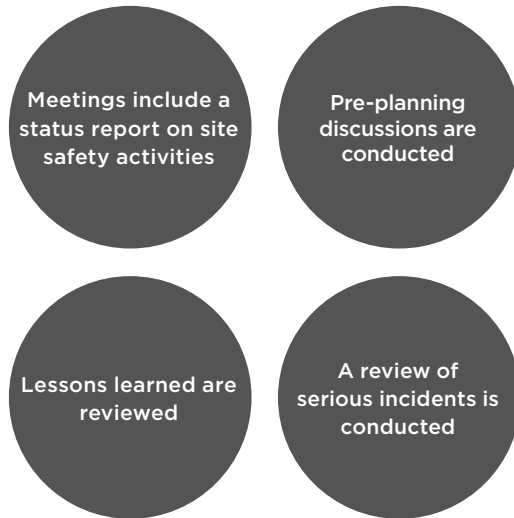 Meetings include a
status report on site
safety activities
Pre-planning
discussions are
conducted
Lessons learned are
reviewed
A review of
serious incidents is
conducted